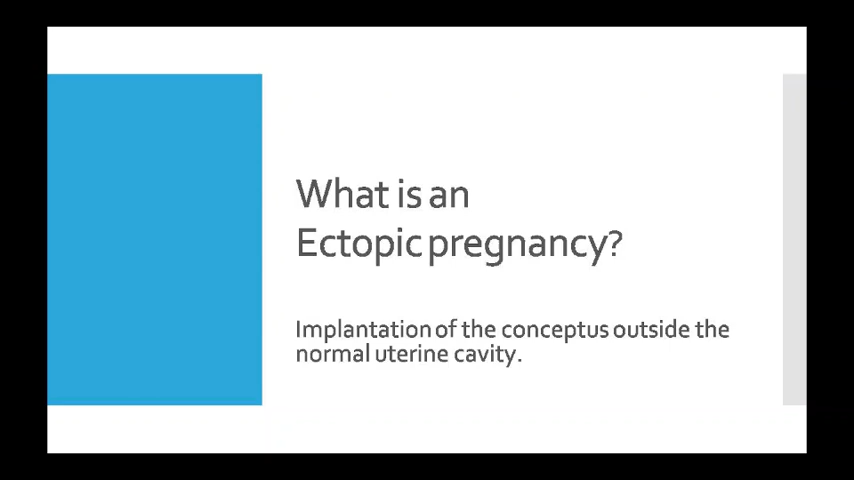 What is an
Ectopic pregnancy?
Implantation of the conceptus outside the
normal uterine cavity.